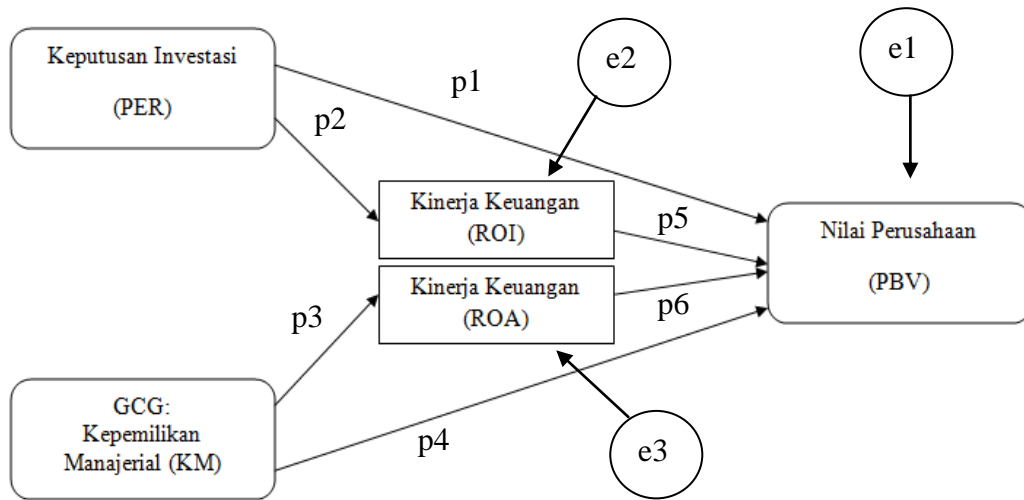 Keputusan Investasi
(PER)
p1
p2
e2
e1
Kinerja Keuangan
(ROI)
p5
Nilai Perusahaan
(PBV)
Kinerja Keuangan
(ROA)
p6
p3
GCG:
Kepemilikan
Manajerial (KM)
p4
e3